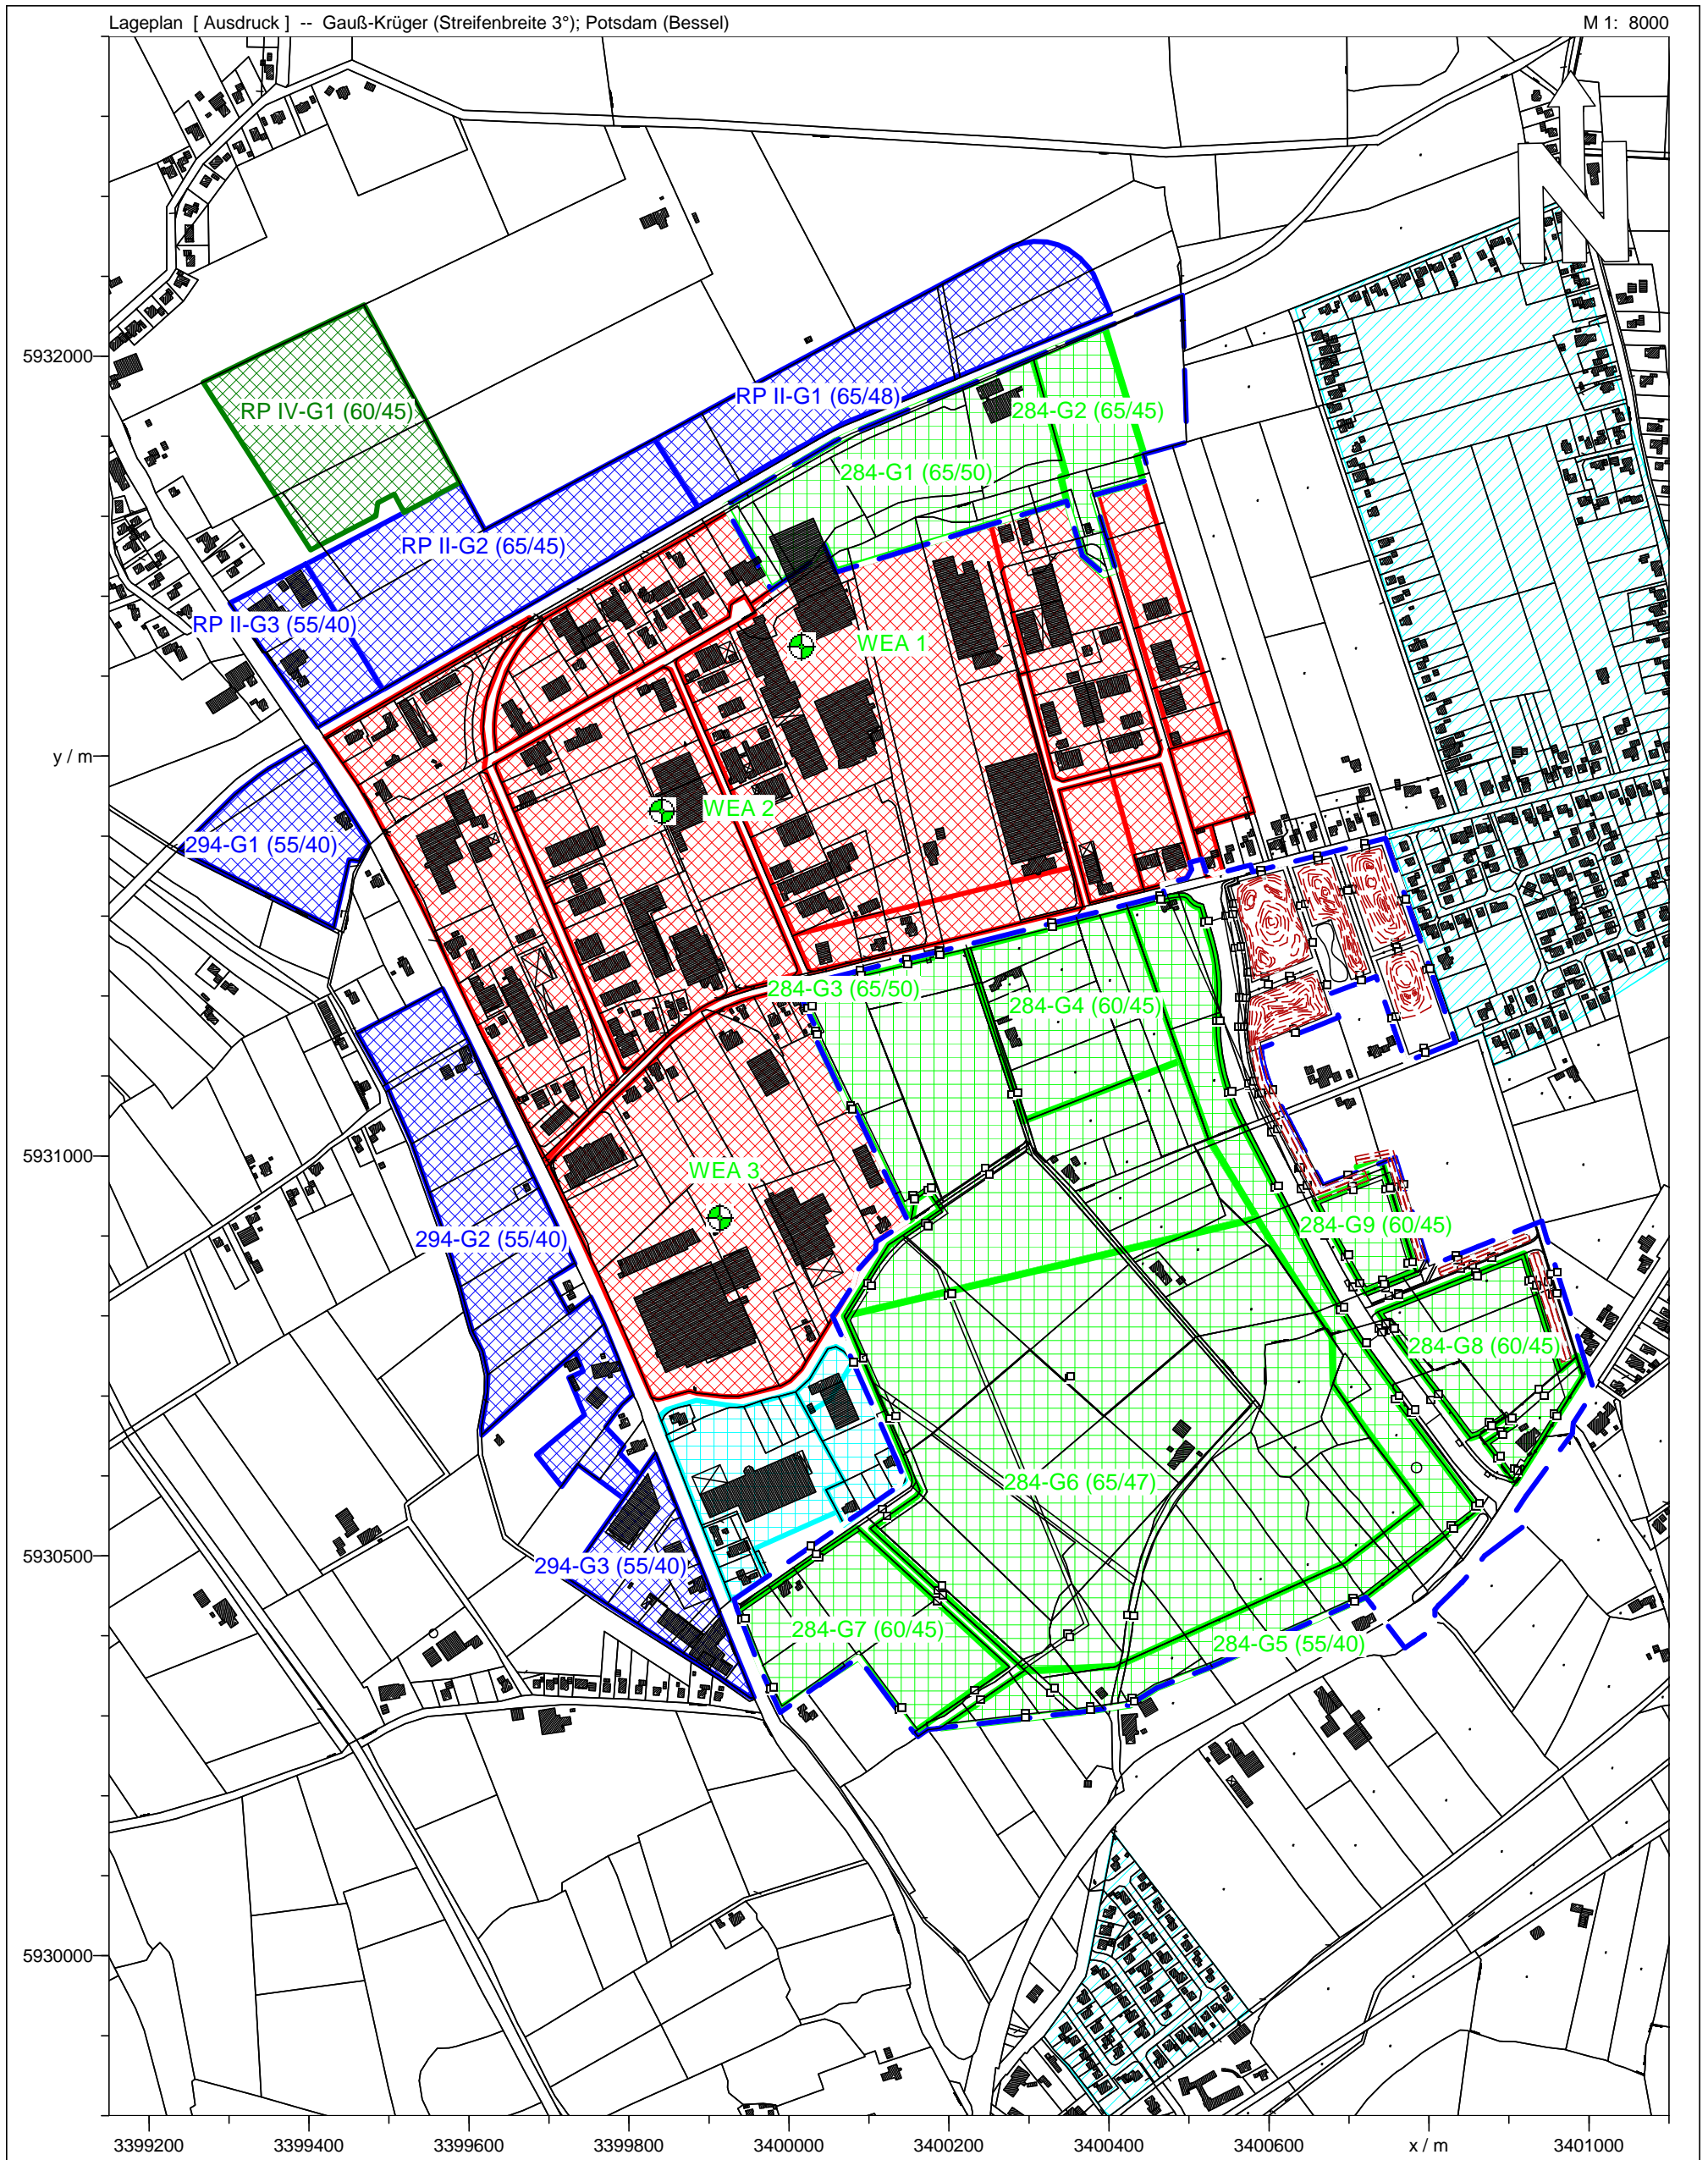 Lageplan [ Ausdruck ] -- Gauß-Krüger (Streifenbreite 3°); Potsdam (Bessel)
M 1: 8000
N
5932000
RP II-G1 (65/48)
RP IV-G1 (60/45)
284-G2 (65/45)
284-G1 (65/50)
RP II-G2 (65/45)
RP II-G3 (55/40)
WEA 1
y / m
WEA 2
294-G1 (55/40)
284-G3 (65/50)
284-G4 (60/45)
5931000
WEA 3
284-G9 (60/45)
294-G2 (55/40)
284-G8 (60/45)
284-G6 (65/47)
5930500
294-G3 (55/40)
284-G7 (60/45)
284-G5 (55/40)
5930000
3399200
3399400
3399600
3399800
3400000
3400200
3400400
3400600
x / m
3401000